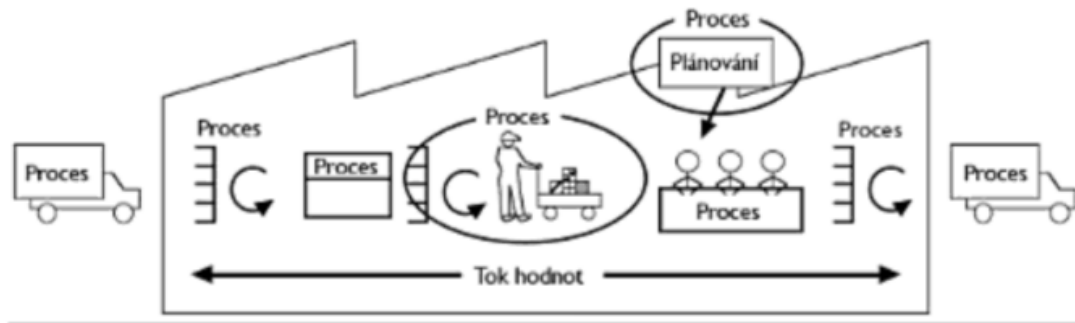 Proces
Plánování
Proces
Proces
Proces
Proces
Proces
Proces
Proces
Tok hodnot